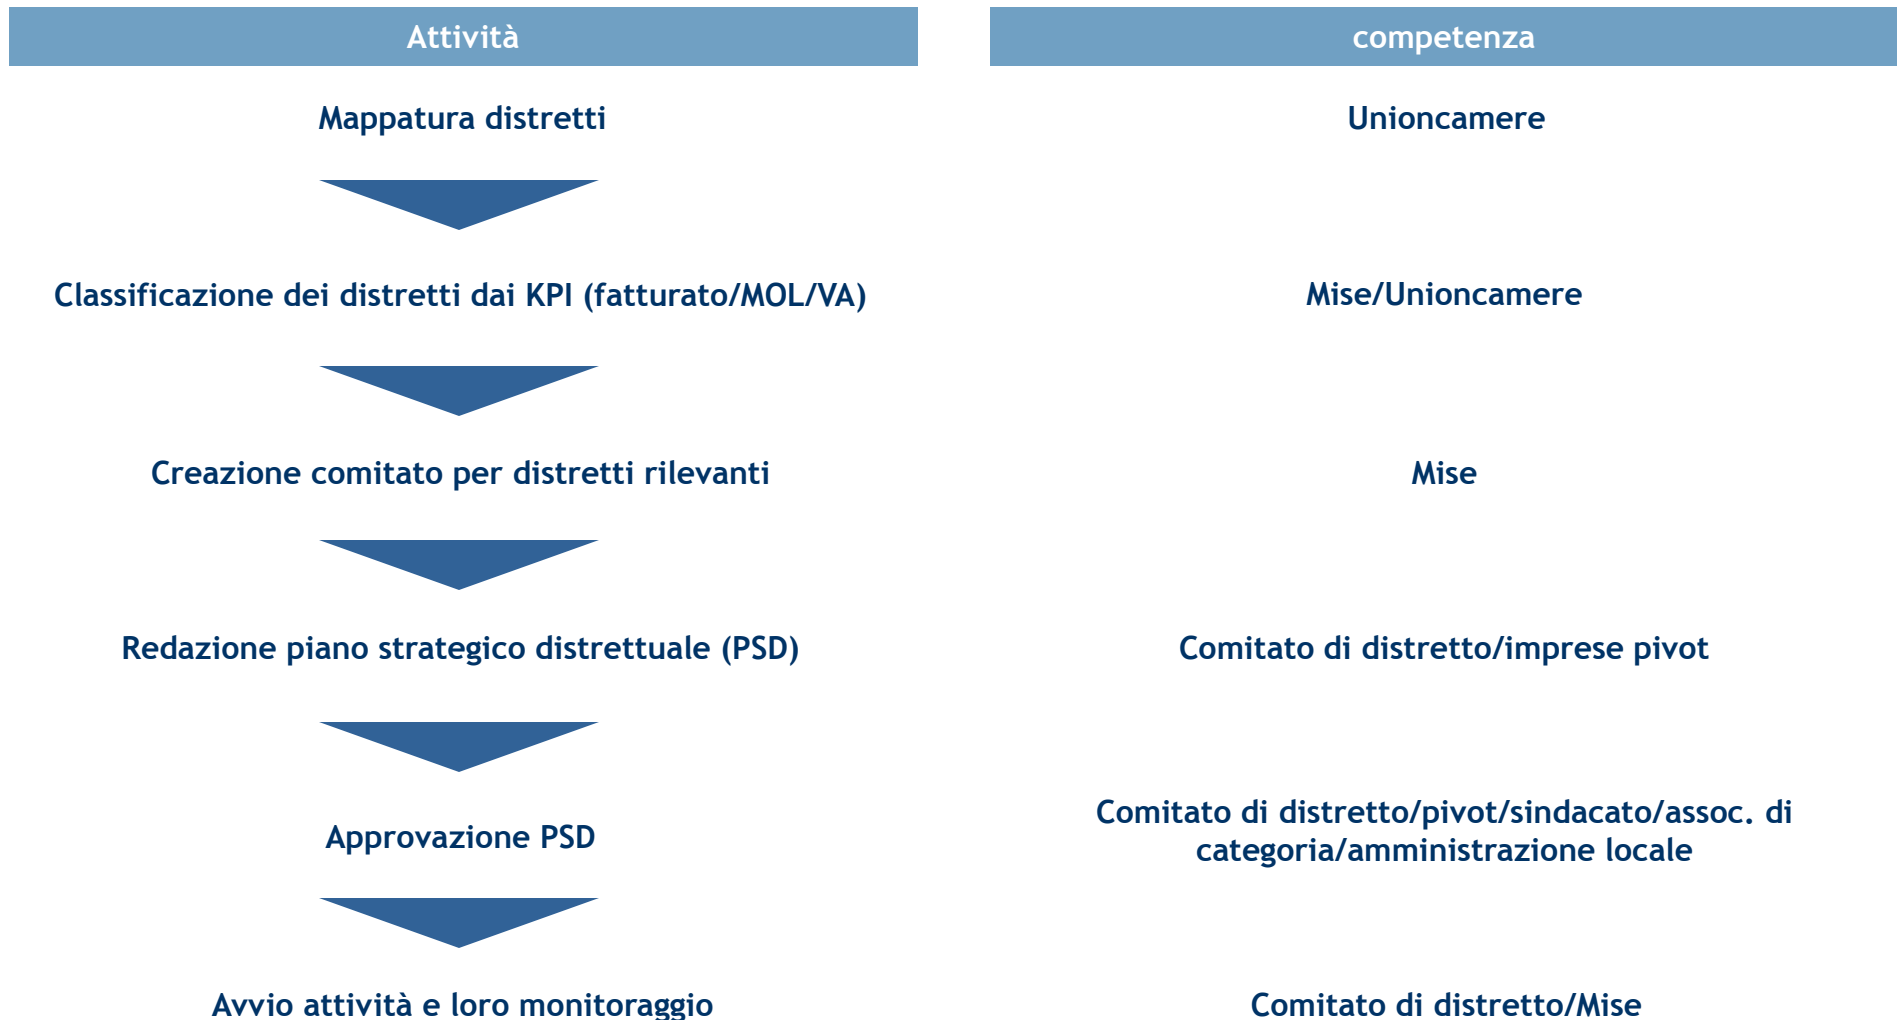 Attività
competenza
Mappatura distretti
Unioncamere
Classificazione dei distretti dai KPI (fatturato/MOL/VA)
Mise/Unioncamere
Creazione comitato per distretti rilevanti
Mise
Redazione piano strategico distrettuale (PSD)
Comitato di distretto/imprese pivot
Approvazione PSD
Comitato di distretto/pivot/sindacato/assoc. di
categoria/amministrazione locale
Avvio attività e loro monitoraggio
Comitato di distretto/Mise